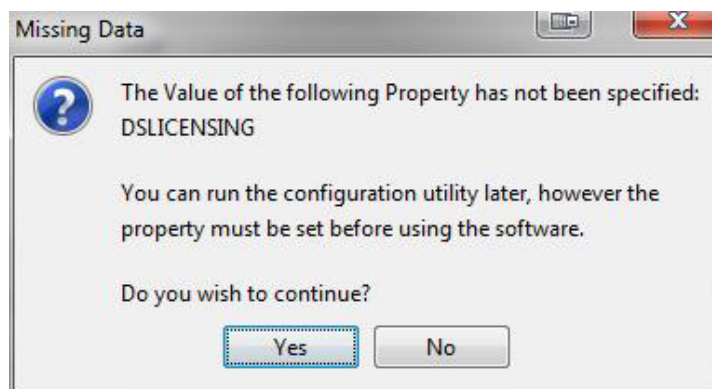 Missing Data
The Value of the following Property has not been specified:
DSLICENSING
You can run the configuration utility later, however the
property must be set before using the software.
Do you wish to continue?
Yes
No